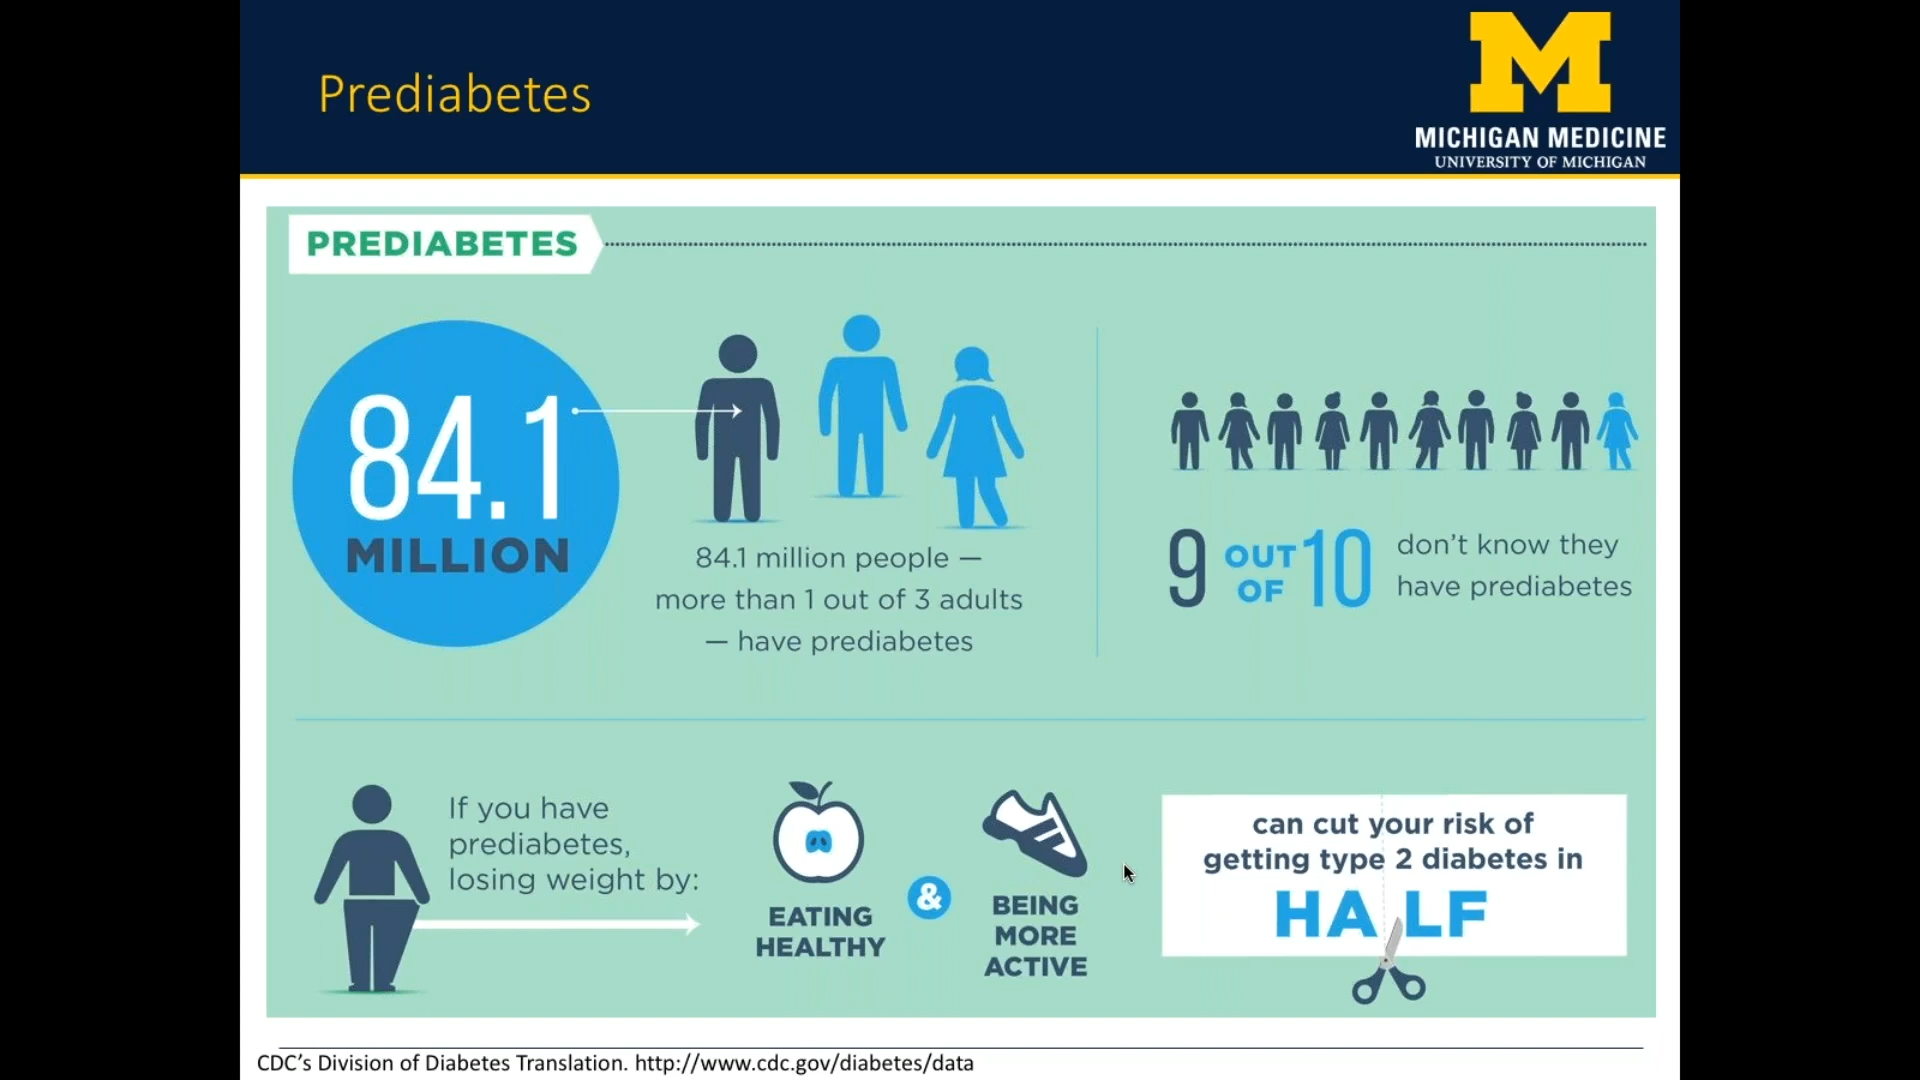 Prediabetes
M
MICHIGAN MEDICINE
UNIVERSITY OF MICHIGAN
PREDIABETES
84.1
MILLION
84.1 million people —
more than 1 out of 3 adults
— have prediabetes
9 OUT OF 10 don’t know they
have prediabetes
If you have
prediabetes,
losing weight by:
EATING
HEALTHY
&
BEING
MORE
ACTIVE
can cut your risk of
getting type 2 diabetes in
HALF
CDC’s Division of Diabetes Translation. http://www.cdc.gov/diabetes/data